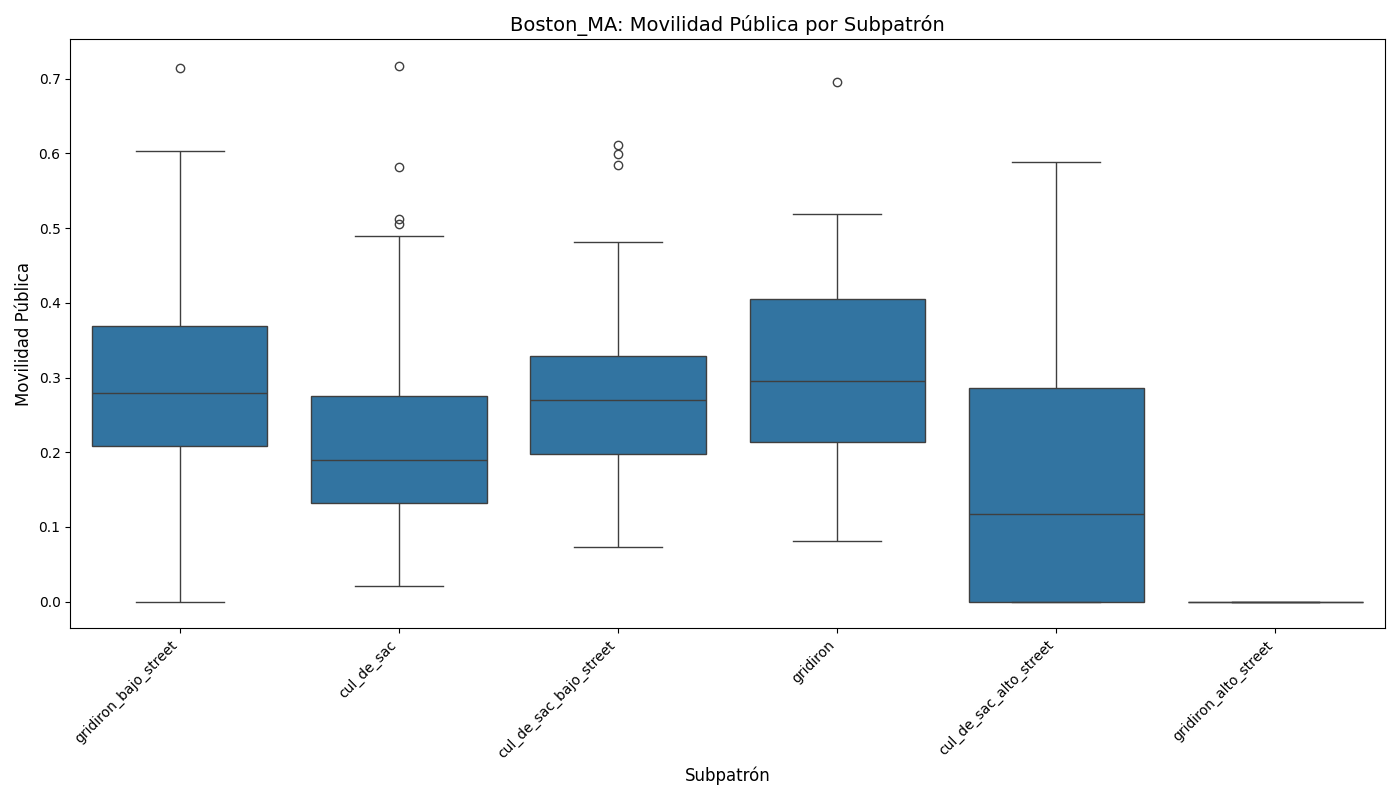 Boston_MA: Movilidad Pública por Subpatrón
Movilidad Pública
0.7
0.6
0.5
0.4
0.3
0.2
0.1
0.0
gridiron_bajo_street
cul_de_sac
cul_de_sac_bajo_street
gridiron
cul_de_sac_alto_street
gridiron_alto_street
Subpatrón